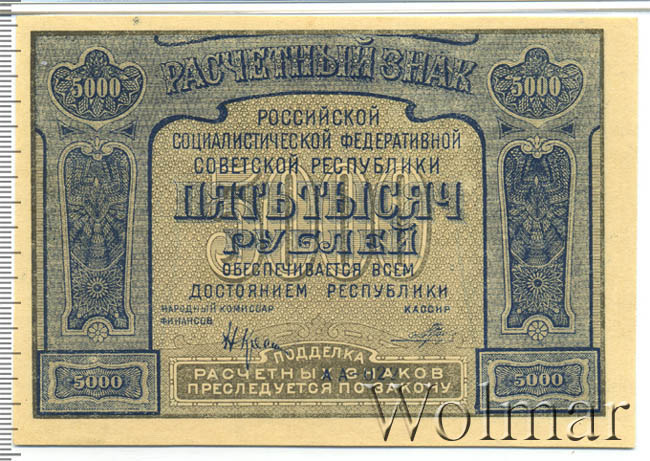 РАСЧЕТНЫЙ ЗНАК
5000 5000
РОССИЙСКОЙ
СОЦИАЛИСТИЧЕСКОЙ ФЕДЕРАТИВНОЙ
СОВЕТСКОЙ РЕСПУБЛИКИ
5000
ПЯТЬ ТЫСЯЧ
РУБЛЕЙ
ОБЕСПЕЧИВАЕТСЯ ВСЕМ
ДОСТОЯНИЕМ РЕСПУБЛИКИ
НАРОДНЫЙ КОМИССАР КАССИР
ФИНАНСОВ
ПОДДЕЛКА
РАСЧЕТНЫХ ЗНАКОВ
ПРЕСЛЕДУЕТСЯ ПО ЗАКОНУ
5000 5000
Wolmar